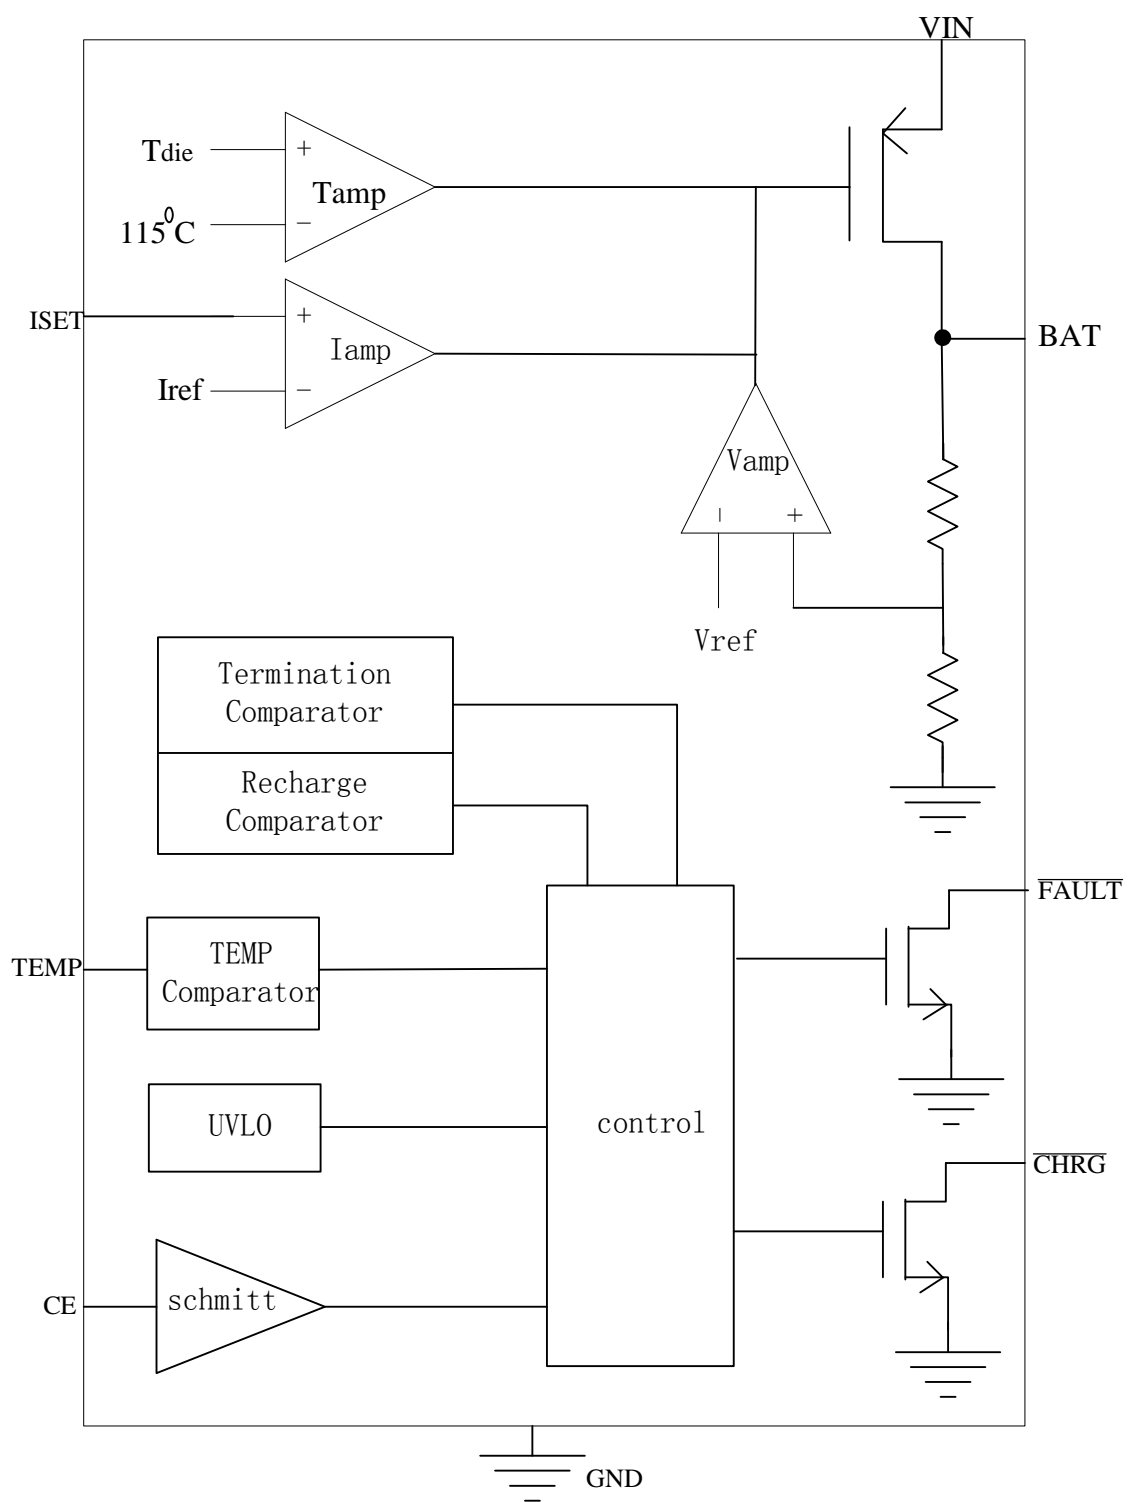 VIN
Tdie
+
Tamp
115⁰C
−
ISET
+
Iamp
BAT
Iref
−
Vamp
− +
Vref
Termination
Comparator
Recharge
Comparator
FAULT
TEMP
TEMP
Comparator
UVLO
control
CHRG
CE
schmitt
GND